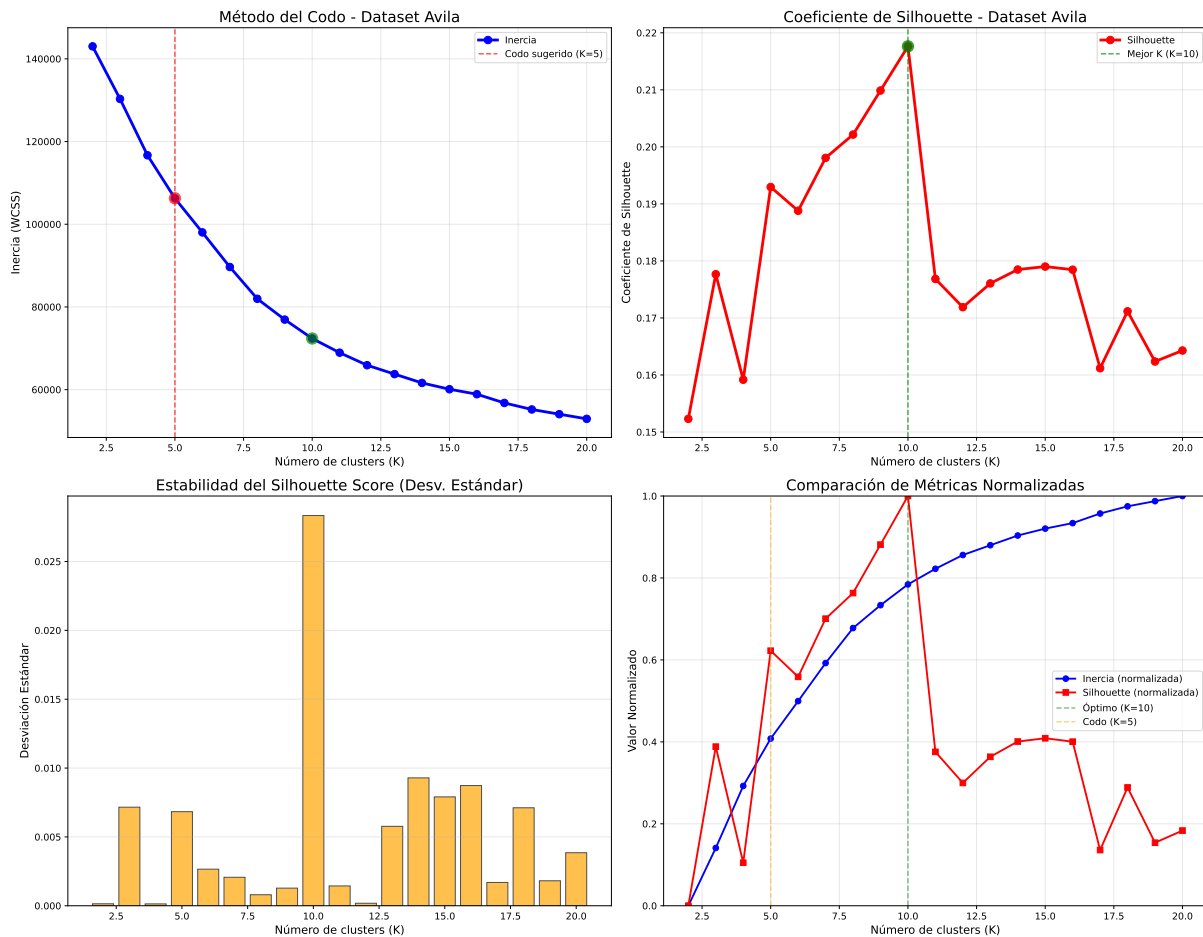 Método del Codo - Dataset Avila
Inercia
Codo sugerido (K=5)
140000
120000
100000
80000
60000
Inercia (WCSS)
2.5 5.0 7.5 10.0 12.5 15.0 17.5 20.0
Número de clusters (K)
Coeficiente de Silhouette - Dataset Avila
Silhouette
Mejor K (K=10)
0.22
0.21
0.20
0.19
0.18
0.17
0.16
0.15
Coeficiente de Silhouette
2.5 5.0 7.5 10.0 12.5 15.0 17.5 20.0
Número de clusters (K)
Estabilidad del Silhouette Score (Desv. Estándar)
0.025
0.020
0.015
0.010
0.005
0.000
Desviación Estándar
2.5 5.0 7.5 10.0 12.5 15.0 17.5 20.0
Número de clusters (K)
Comparación de Métricas Normalizadas
1.0
0.8
0.6
0.4
0.2
0.0
Valor Normalizado
Inercia (normalizada)
Silhouette (normalizada)
Óptimo (K=10)
Codo (K=5)
2.5 5.0 7.5 10.0 12.5 15.0 17.5 20.0
Número de clusters (K)